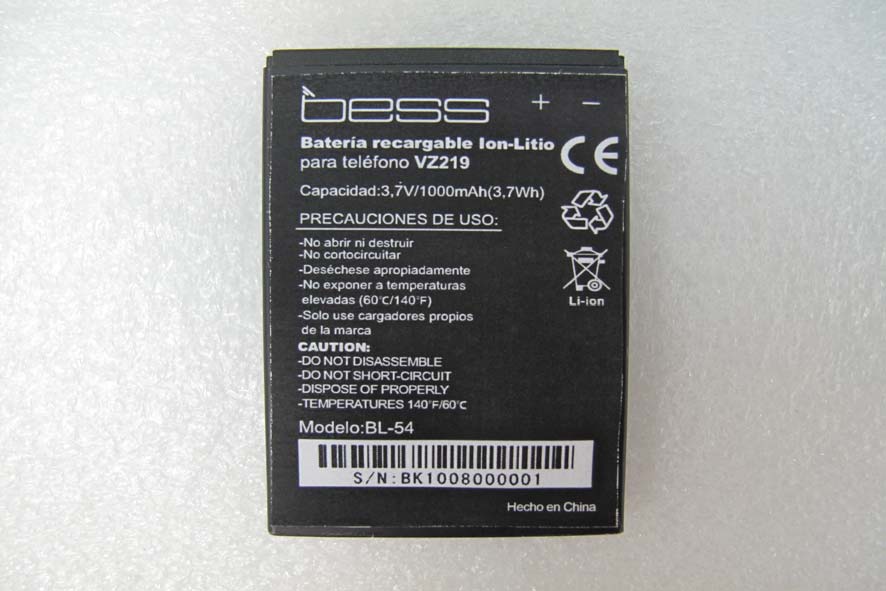 bess + -
Batería recargable Ion-Litio
para teléfono VZ219
CE
Capacidad:3,7V/1000mAh(3,7Wh)
PRECAUCIONES DE USO:
-No abrir ni destruir
-No cortocircuitar
-Deséchese apropiadamente
-No exponer a temperaturas
elevadas (60℃/140℉)
-Solo use cargadores propios
de la marca
Li-ion
CAUTION:
-DO NOT DISASSEMBLE
-DO NOT SHORT-CIRCUIT
-DISPOSE OF PROPERLY
-TEMPERATURES 140℉/60℃
Modelo:BL-54
S/N:BK1008000001
Hecho en China